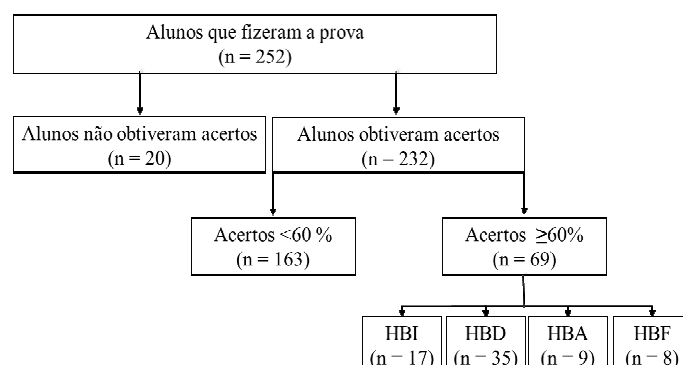 Alunos que fizeram a prova
(n = 252)
Alunos não obtiveram acertos
(n = 20)
Alunos obtiveram acertos
(n – 232)
Acertos <60 %
(n = 163)
Acertos ≥60%
(n = 69)
HBI
(n – 17)
HBD
(n – 35)
HBA
(n – 9)
HBF
(n – 8)